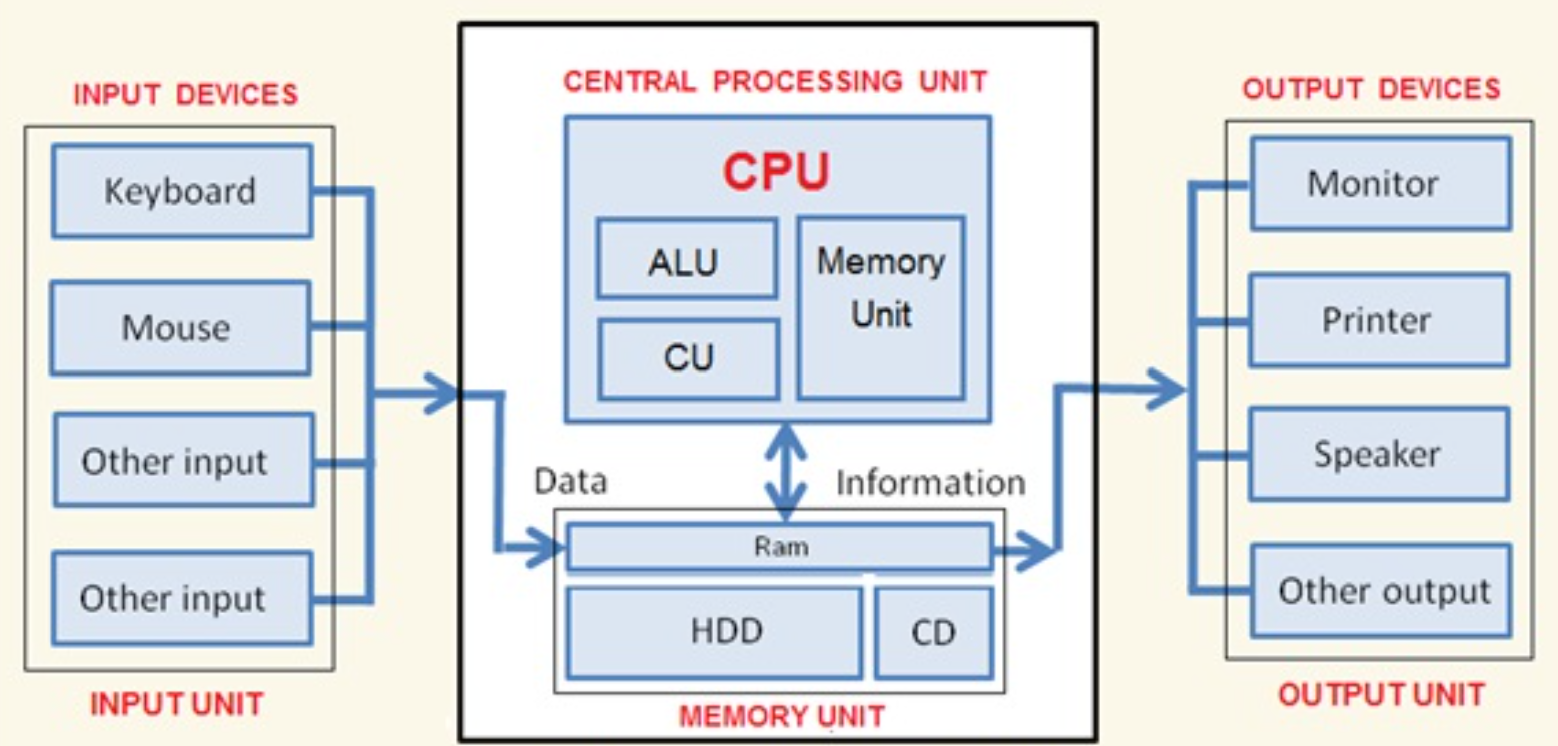 INPUT DEVICES
Keyboard
Mouse
Other input
Other input
INPUT UNIT
CENTRAL PROCESSING UNIT
CPU
ALU
CU
Memory
Unit
Data
Information
Ram
HDD
CD
MEMORY UNIT
OUTPUT DEVICES
Monitor
Printer
Speaker
Other output
OUTPUT UNIT